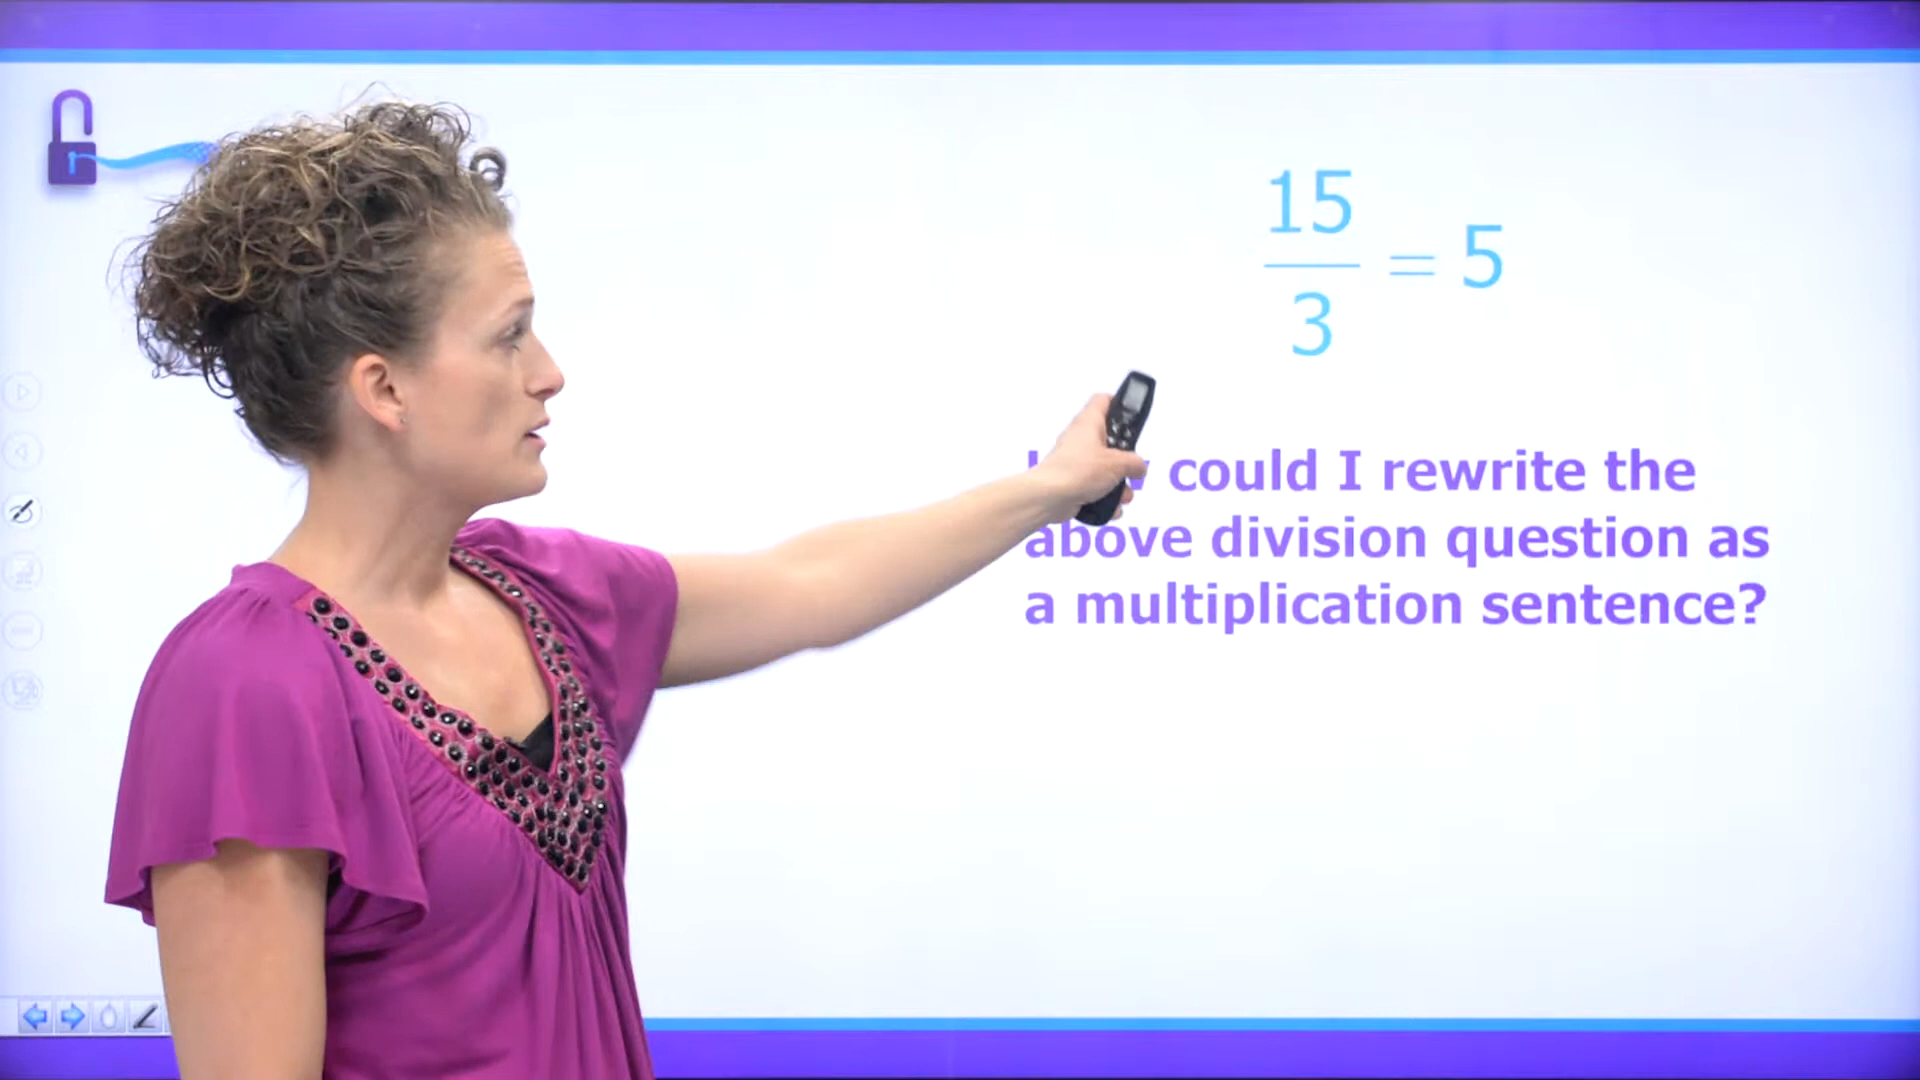 15
3
= 5
could I rewrite the
above division question as
a multiplication sentence?